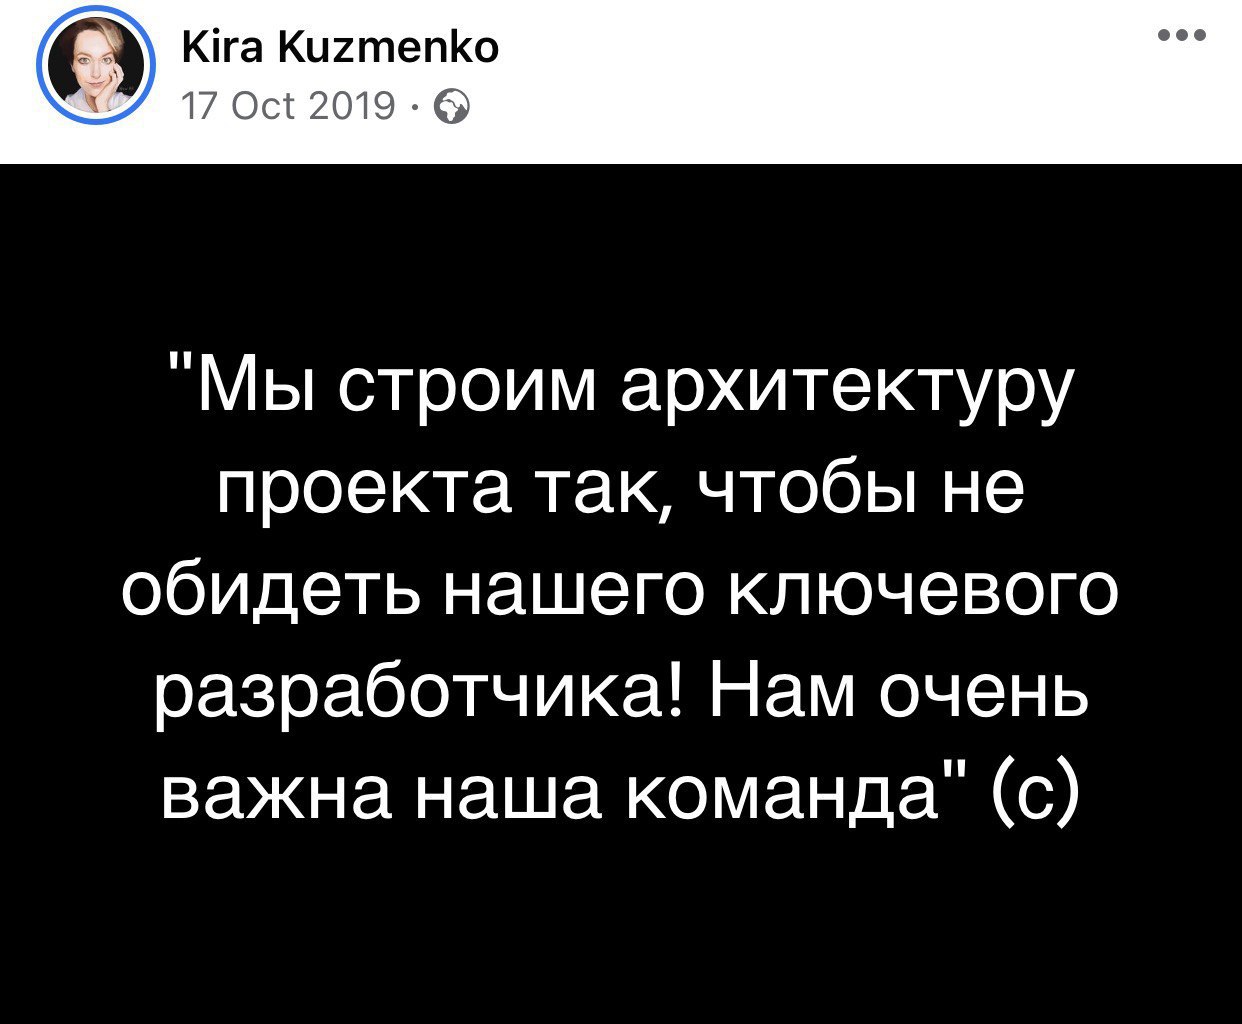 Kira Kuzmenko
17 Oct 2019 ·
"Мы строим архитектуру
проекта так, чтобы не
обидеть нашего ключевого
разработчика! Нам очень
важна наша команда" (с)